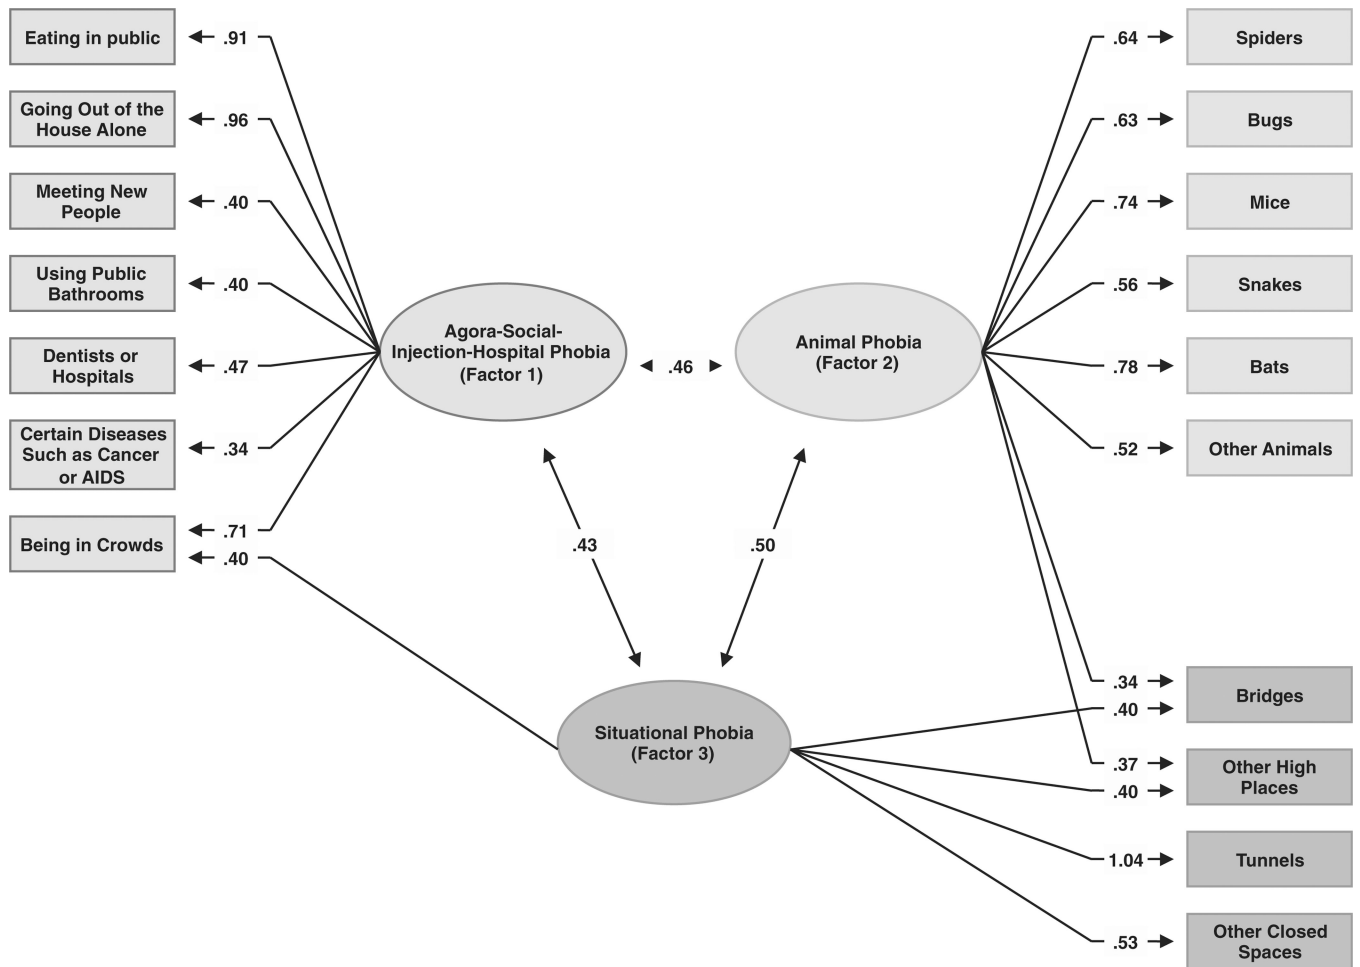 Eating in public
.91
Going Out of the
House Alone
.96
Meeting New
People
.40
Using Public
Bathrooms
.40
Dentists or
Hospitals
.47
Certain Diseases
Such as Cancer
or AIDS
.34
Being in Crowds
.71
.40
Agora-Social-
Injection-Hospital Phobia
(Factor 1)
.46
Animal Phobia
(Factor 2)
.43
.50
Situational Phobia
(Factor 3)
.64
Spiders
.63
Bugs
.74
Mice
.56
Snakes
.78
Bats
.52
Other Animals
.34
.40
Bridges
.37
.40
Other High
Places
1.04
Tunnels
.53
Other Closed
Spaces